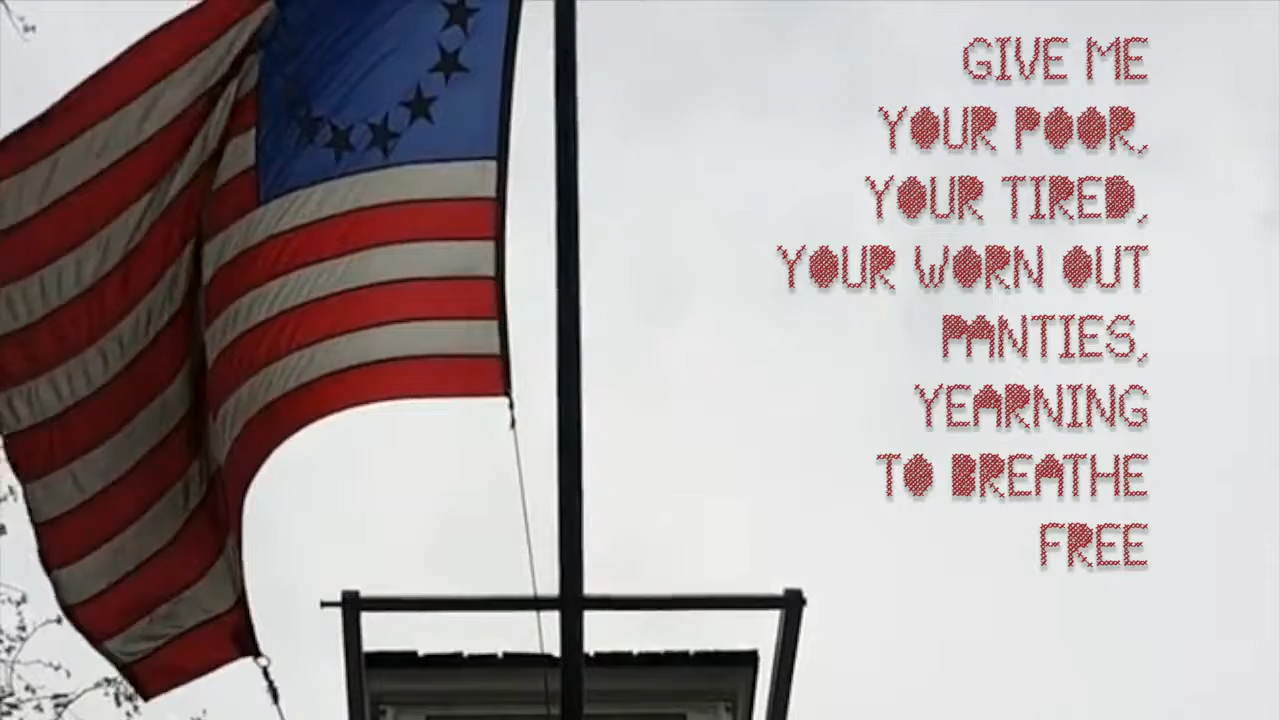 GIVE ME
YOUR POOR,
YOUR TIRED,
YOUR WORN OUT
PANTIES,
YEARNING
TO BREATHE
FREE